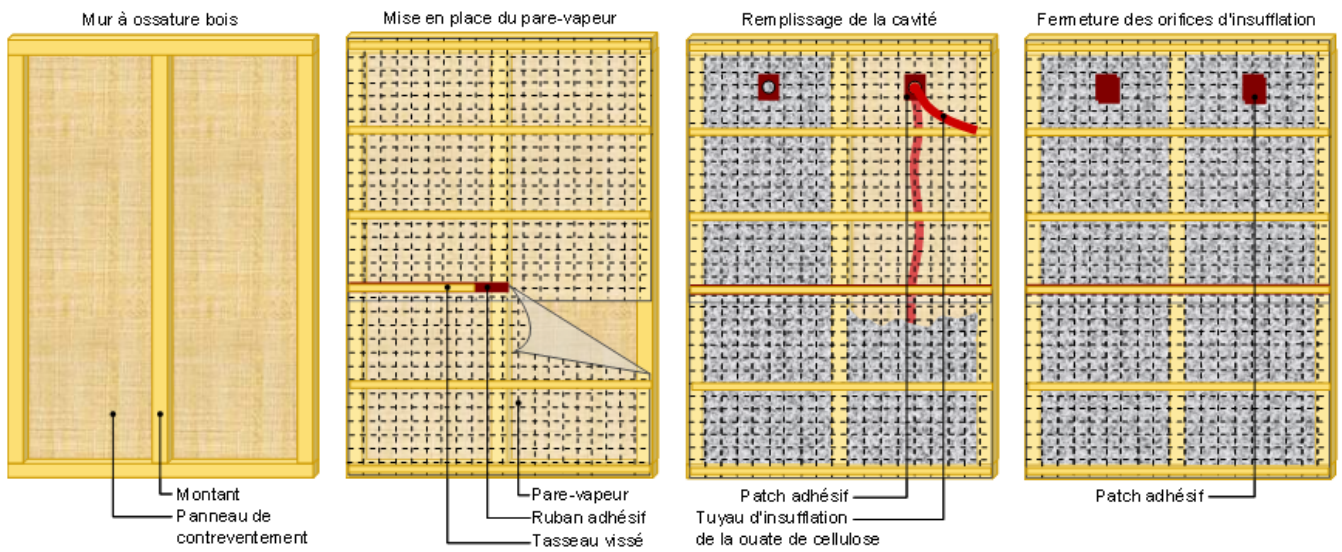 Mur à ossature bois
Mise en place du pare-vapeur
Remplissage de la cavité
Fermeture des orifices d'insufflation
Montant
Panneau de
contreventement
Pare-vapeur
Ruban adhésif
Tasseau vissé
Patch adhésif
Tuyau d'insufflation
de la ouate de cellulose
Patch adhésif